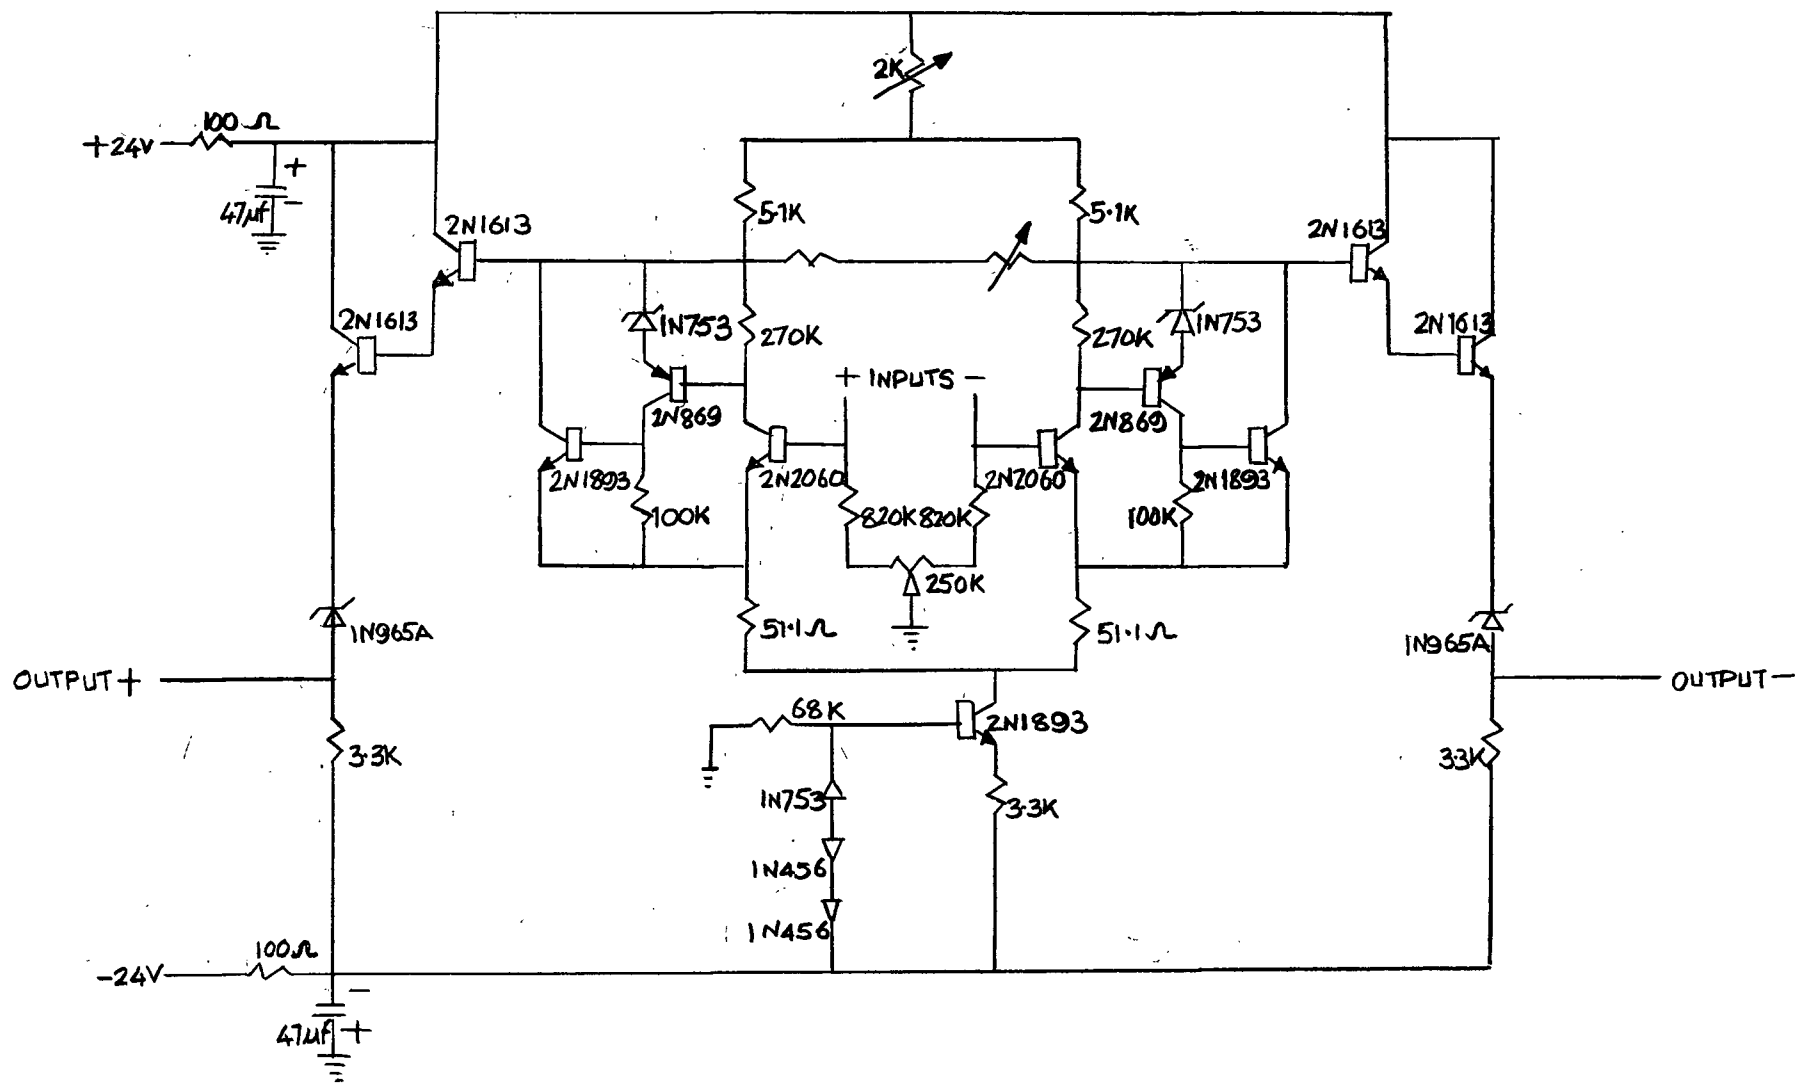 2K
100Ω
+24V
+
47μf
-
2N1613
5.1K
5.1K
2N1613
2N1613
1N753
270K
270K
1N753
2N1613
+ INPUTS -
2N869
2N869
2N1893
2N2060
2N2060
2N1893
100K
820K
820K
100K
250K
1N965A
51.1Ω
51.1Ω
1N965A
OUTPUT +
OUTPUT -
68K
2N1893
3.3K
3.3K
1N753
3.3K
1N456
1N456
100Ω
-24V
-
47μf
+